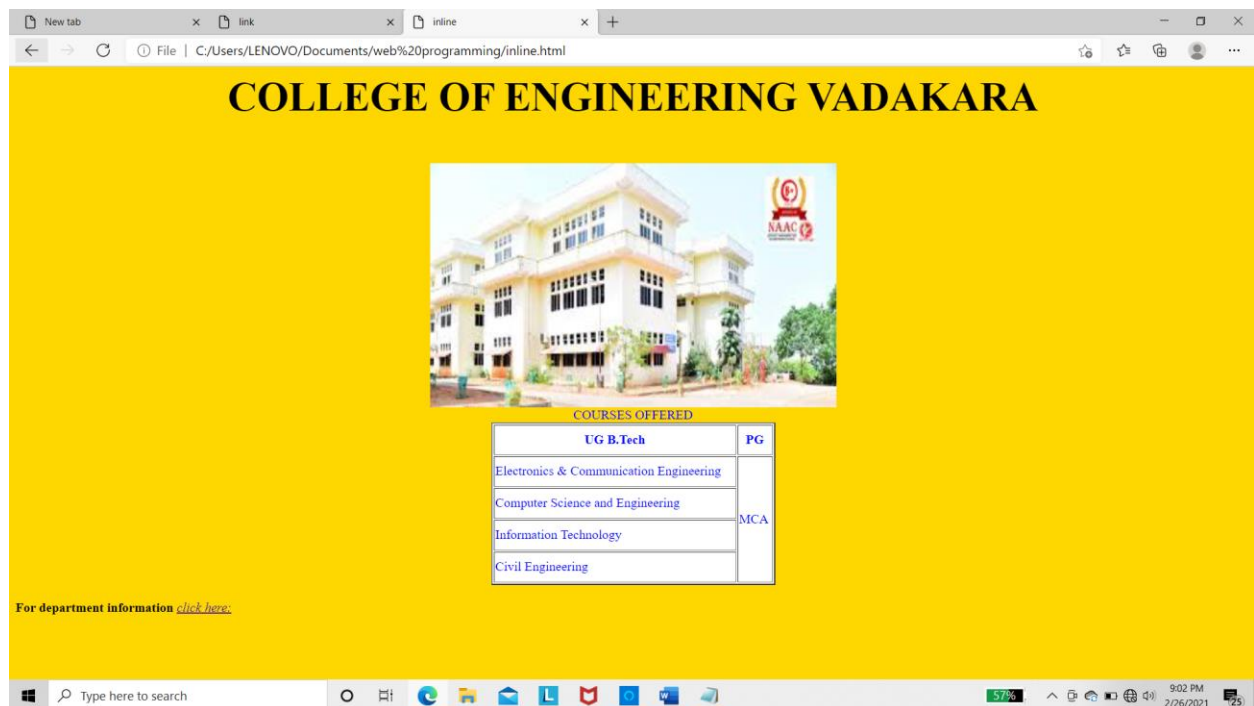 New tab
link
inline
File | C:/Users/LENOVO/Documents/web%20programming/inline.html
COLLEGE OF ENGINEERING VADAKARA
NAAC
COURSES OFFERED
UG B.Tech PG
Electronics & Communication Engineering
Computer Science and Engineering
MCA
Information Technology
Civil Engineering
For department information click here:
Type here to search
57%
9:02 PM
2/26/2021
25